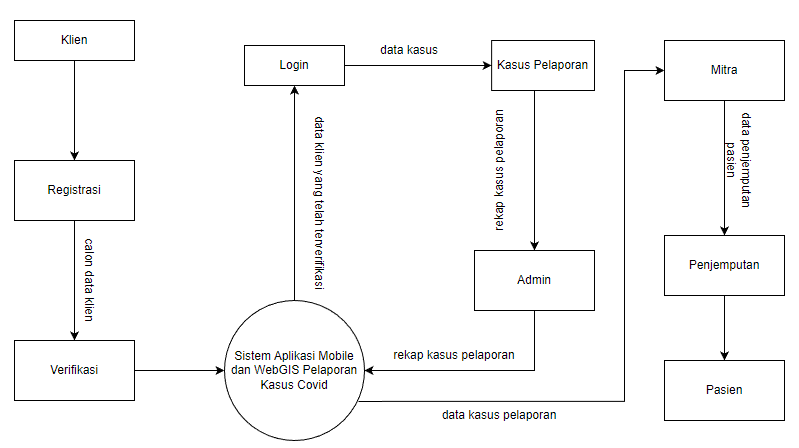 Klien
Registrasi
calon data klien
Verifikasi
Sistem Aplikasi Mobile
dan WebGIS Pelaporan
Kasus Covid
data klien yang telah terverifikasi
Login
data kasus
Kasus Pelaporan
rekap kasus pelaporan
Admin
rekap kasus pelaporan
data kasus pelaporan
Mitra
data penjemputan
pasien
Penjemputan
Pasien